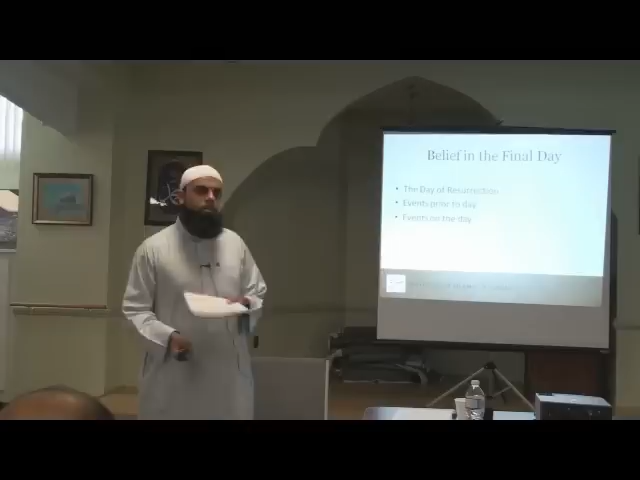 Belief in the Final Day
• The Day of Resurrection
• Events prior to day
• Events on the day